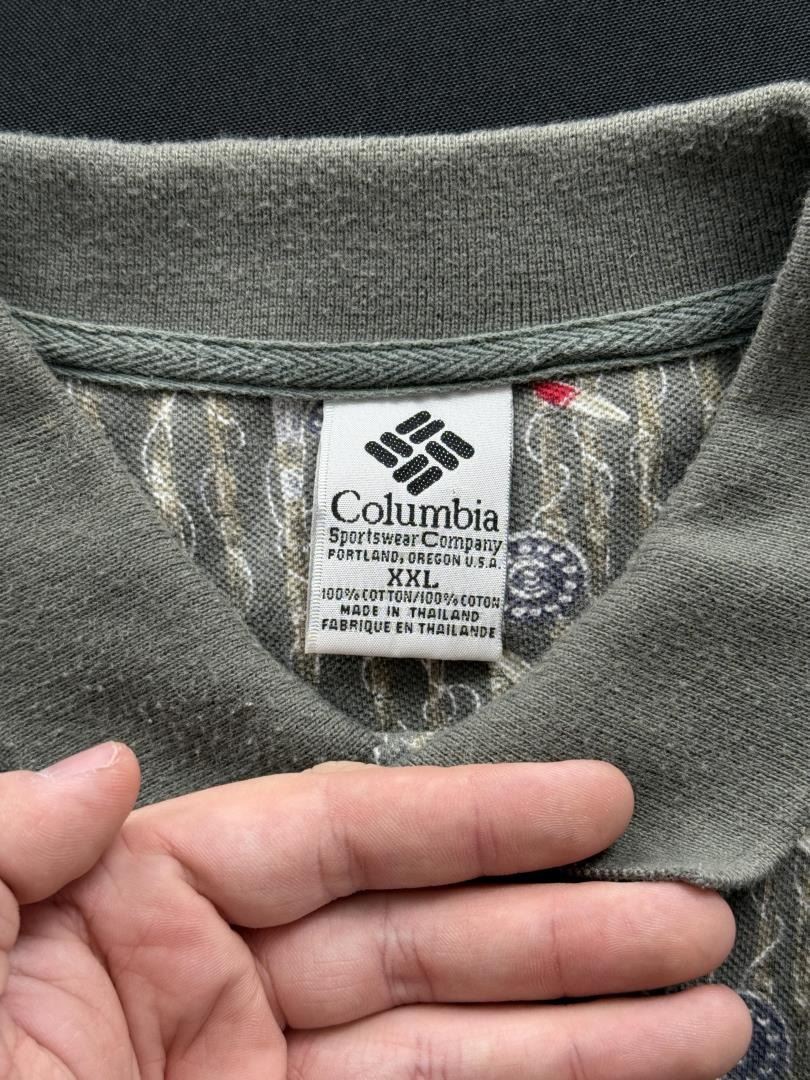 Columbia
Sportswear Company
PORTLAND, OREGON U.S.A.
XXL
100% COTTON/100% COTON
MADE IN THAILAND
FABRIQUE EN THAILANDE